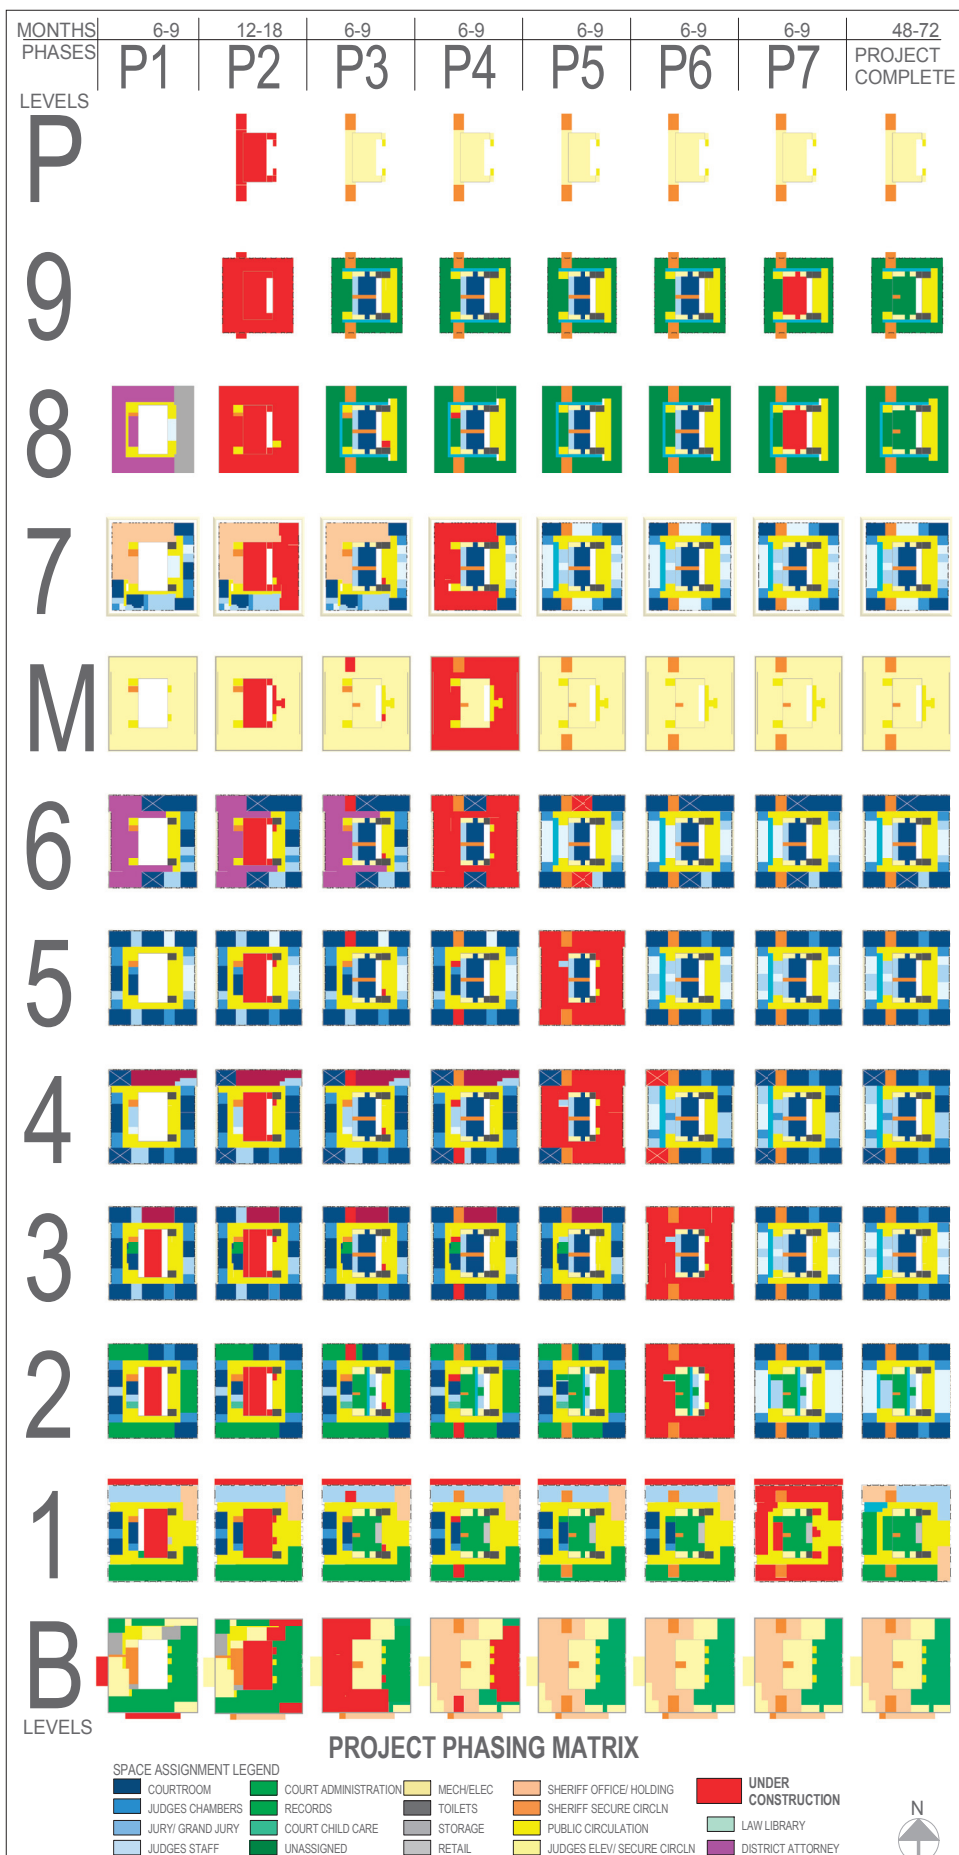 MONTHS 6-9 12-18 6-9 6-9 6-9 6-9 6-9 48-72
PHASES P1 P2 P3 P4 P5 P6 P7 PROJECT COMPLETE
LEVELS
P
9
8
7
M
6
5
4
3
2
1
B
LEVELS
PROJECT PHASING MATRIX
SPACE ASSIGNMENT LEGEND
COURTROOM COURT ADMINISTRATION MECH/ELEC SHERIFF OFFICE/ HOLDING UNDER CONSTRUCTION
JUDGES CHAMBERS RECORDS TOILETS SHERIFF SECURE CIRCLN
JURY/ GRAND JURY COURT CHILD CARE STORAGE PUBLIC CIRCULATION LAW LIBRARY
JUDGES STAFF UNASSIGNED RETAIL JUDGES ELEV/ SECURE CIRCLN DISTRICT ATTORNEY
N